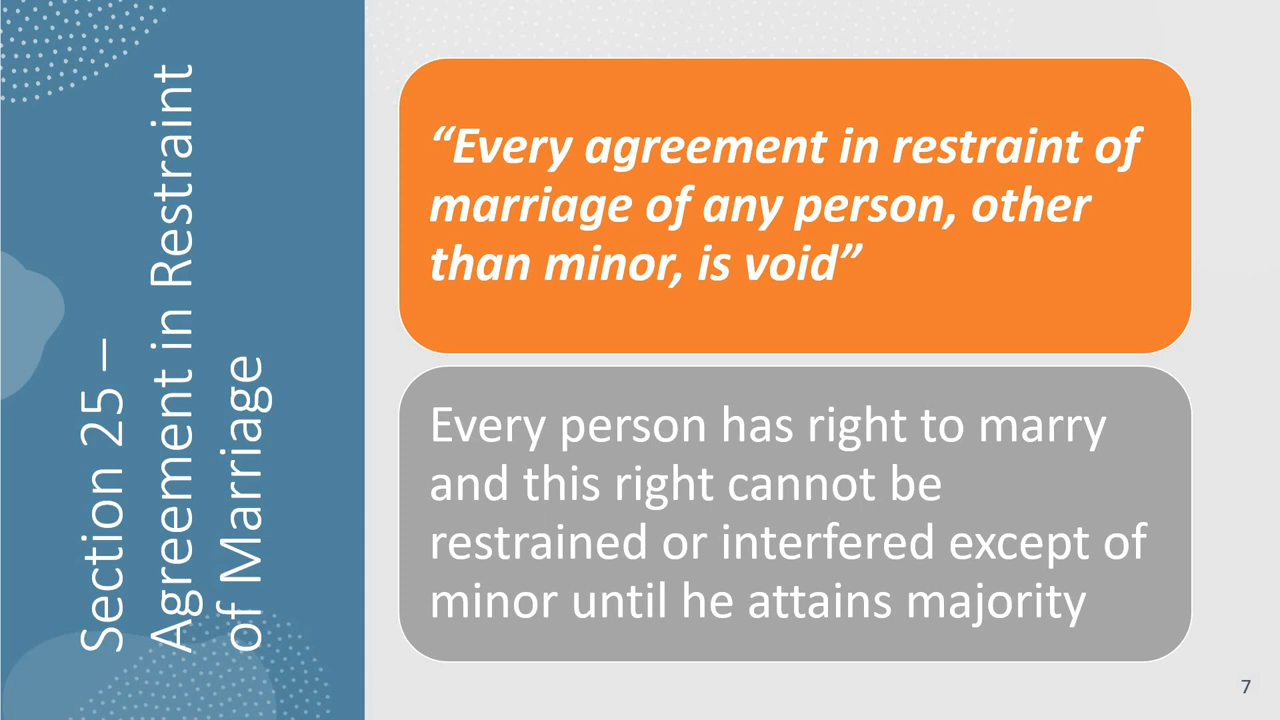 Section 25 –
Agreement in Restraint
of Marriage
“Every agreement in restraint of
marriage of any person, other
than minor, is void”
Every person has right to marry
and this right cannot be
restrained or interfered except of
minor until he attains majority
7